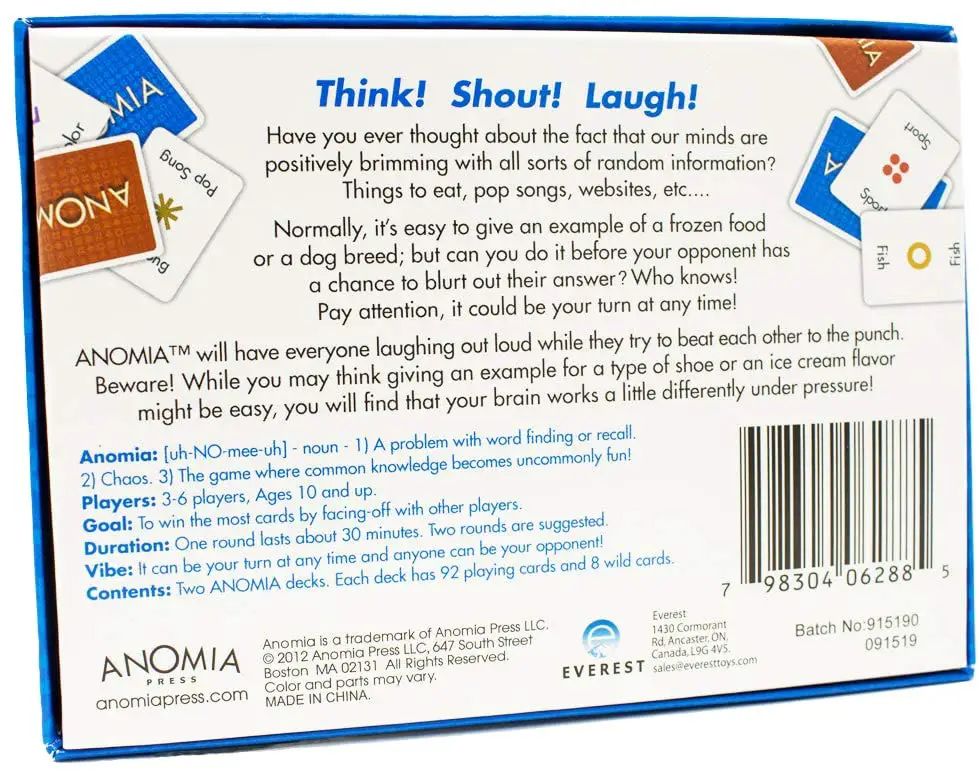 MIA
olor
ANOM
Pop Song
ong
IA
A
Sport
Sport
Fish
Fish
Think! Shout! Laugh!
Have you ever thought about the fact that our minds are
positively brimming with all sorts of random information?
Things to eat, pop songs, websites, etc....
Normally, it's easy to give an example of a frozen food
or a dog breed; but can you do it before your opponent has
a chance to blurt out their answer? Who knows!
Pay attention, it could be your turn at any time!
ANOMIA™ will have everyone laughing out loud while they try to beat each other to the punch.
Beware! While you may think giving an example for a type of shoe or an ice cream flavor
might be easy, you will find that your brain works a little differently under pressure!
Anomia: [uh-NO-mee-uh] - noun - 1) A problem with word finding or recall.
2) Chaos. 3) The game where common knowledge becomes uncommonly fun!
Players: 3-6 players, Ages 10 and up.
Goal: To win the most cards by facing-off with other players.
Duration: One round lasts about 30 minutes. Two rounds are suggested.
Vibe: It can be your turn at any time and anyone can be your opponent!
Contents: Two ANOMIA decks. Each deck has 92 playing cards and 8 wild cards.
7 98304 06288 5
ANOMIA
PRESS
anomiapress.com
Anomia is a trademark of Anomia Press LLC.
© 2012 Anomia Press LLC, 647 South Street
Boston MA 02131 All Rights Reserved.
Color and parts may vary.
MADE IN CHINA.
e
EVEREST
Everest
1430 Cormorant
Rd, Ancaster, ON,
Canada, L9G 4V5.
sales@everesttoys.com
Batch No:915190
091519